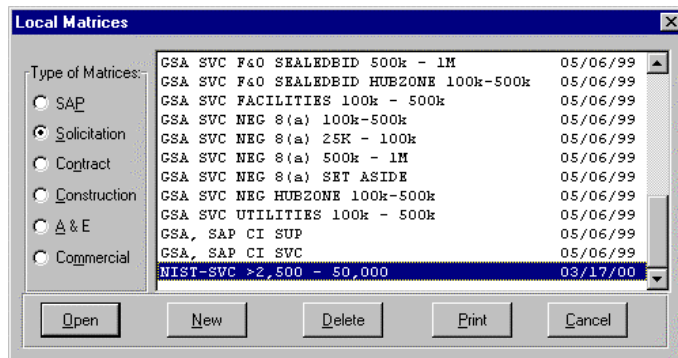 Local Matrices
Type of Matrices:
SAP
Solicitation
Contract
Construction
A & E
Commercial
GSA SVC F&O SEALEDBID 500k - 1M 05/06/99
GSA SVC F&O SEALEDBID HUBZONE 100k-500k 05/06/99
GSA SVC FACILITIES 100k - 500k 05/06/99
GSA SVC NEG 8(a) 100k-500k 05/06/99
GSA SVC NEG 8(a) 25K - 100k 05/06/99
GSA SVC NEG 8(a) 500k - 1M 05/06/99
GSA SVC NEG 8(a) SET ASIDE 05/06/99
GSA SVC NEG HUBZONE 100k-500k 05/06/99
GSA SVC UTILITIES 100k - 500k 05/06/99
GSA, SAP CI SUP 05/06/99
GSA, SAP CI SVC 05/06/99
NIST-SVC >2,500 - 50,000 03/17/00
Open New Delete Print Cancel